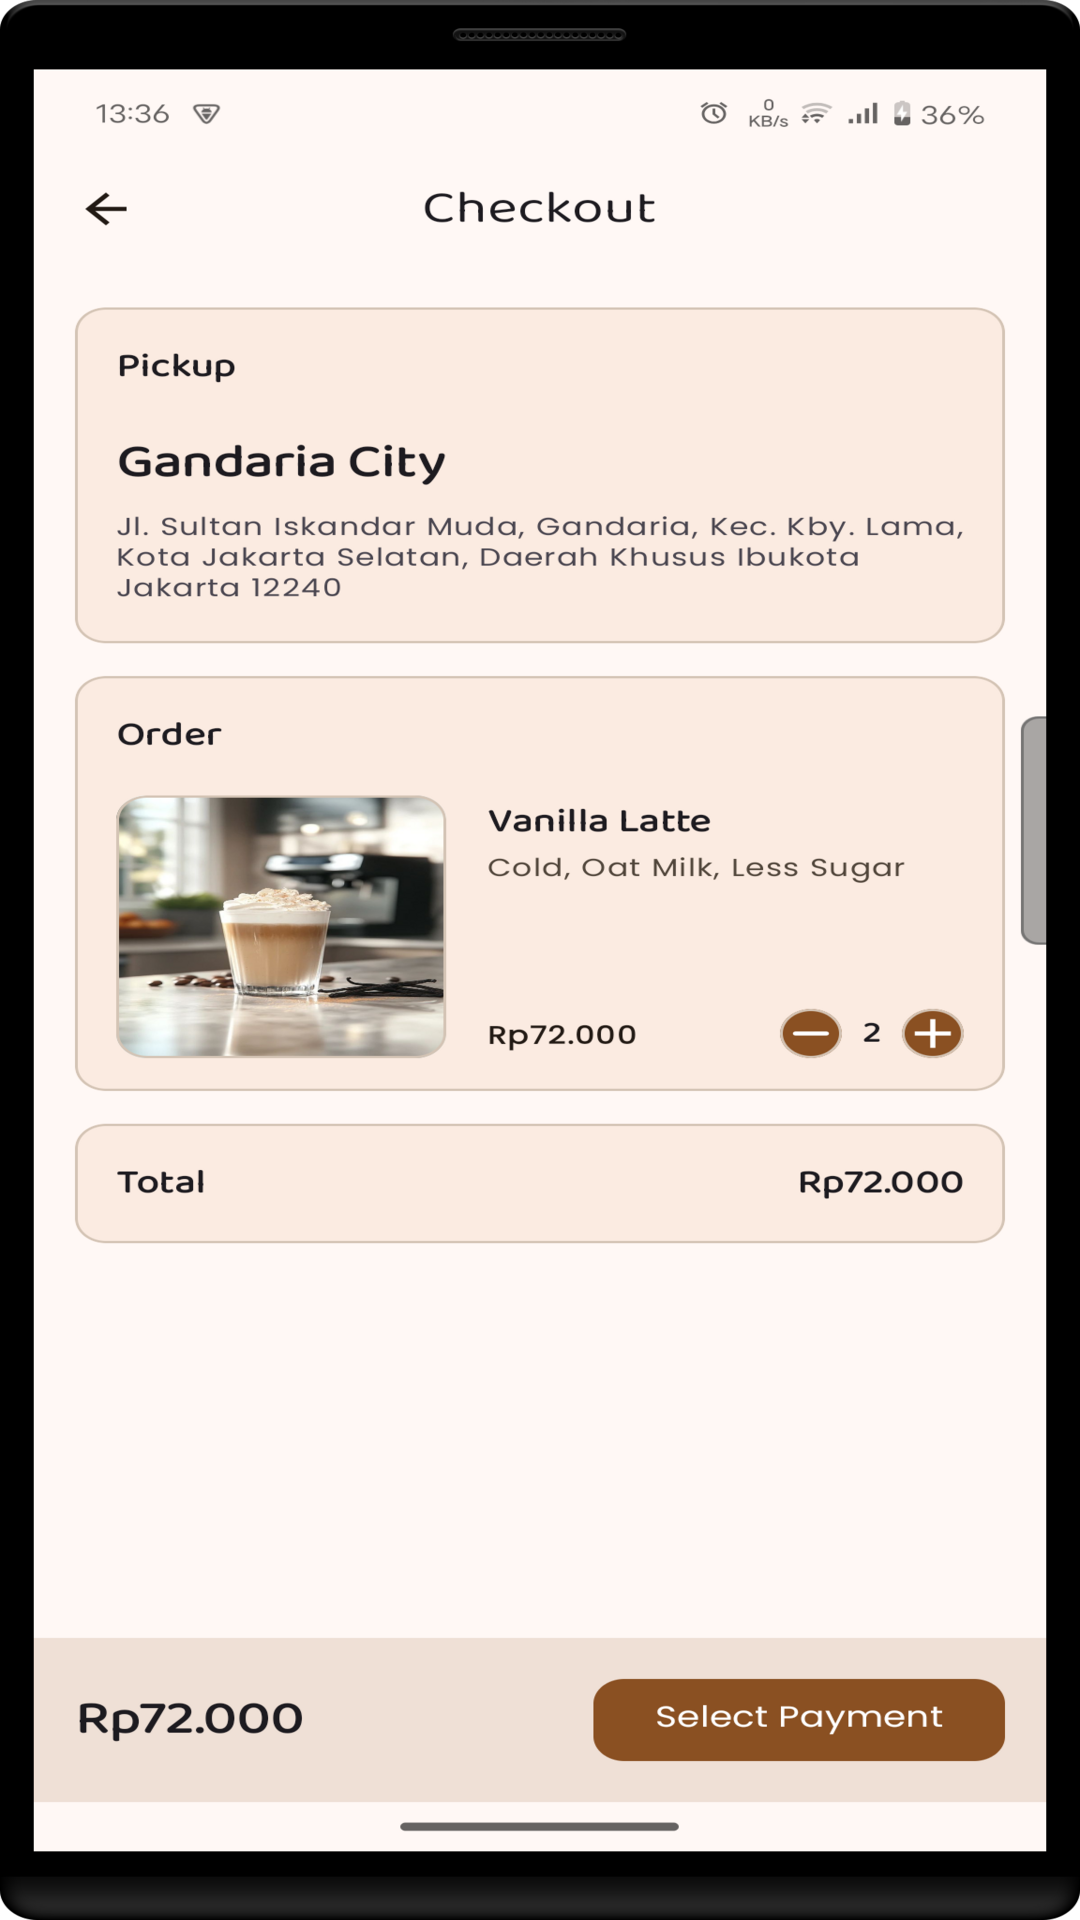 13:36
0
KB/s
36%
Checkout
Pickup
Gandaria City
Jl. Sultan Iskandar Muda, Gandaria, Kec. Kby. Lama,
Kota Jakarta Selatan, Daerah Khusus Ibukota
Jakarta 12240
Order
Vanilla Latte
Cold, Oat Milk, Less Sugar
Rp72.000
2
Total
Rp72.000
Rp72.000
Select Payment